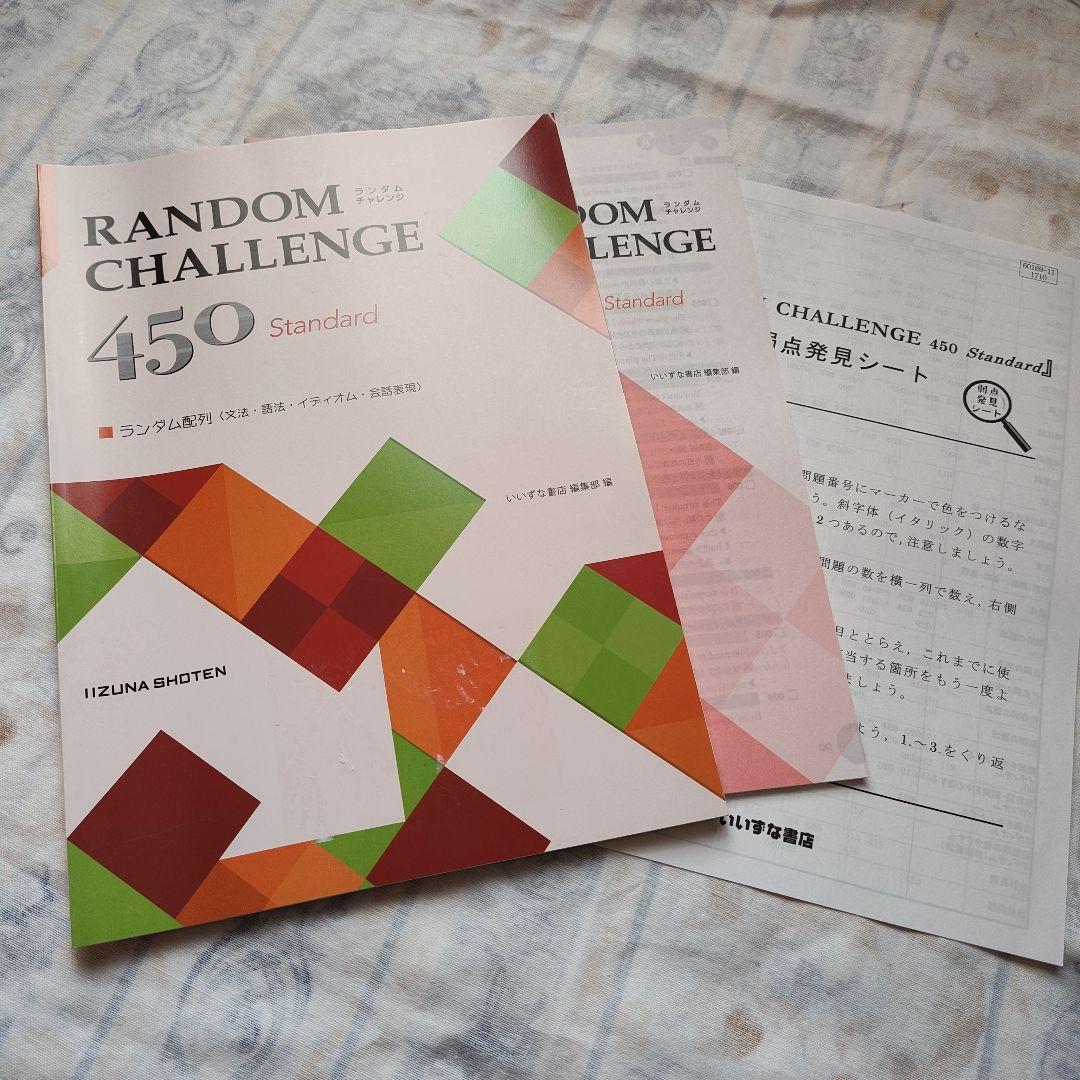 RANDOM
CHALLENGE
ランダム
チャレンジ
450 Standard
ランダム配列〈文法・語法・イディオム・会話表現〉
いいずな書店 編集部 編
IIZUNA SHOTEN
DOM
LENGE
ランダム
チャレンジ
Standard
いいずな書店 編集部 編
60169-11
1710
CHALLENGE 450 Standard』
弱点発見シート
弱点
発見
シート
問題番号にマーカーで色をつけるな
う。斜字体（イタリック）の数字
2つあるので，注意しましょう。
問題の数を横一列で数え，右側
目ととらえ，これまでに使
当する箇所をもう一度よ
ましょう。
よう，1.～3.をくり返
いいずな書店